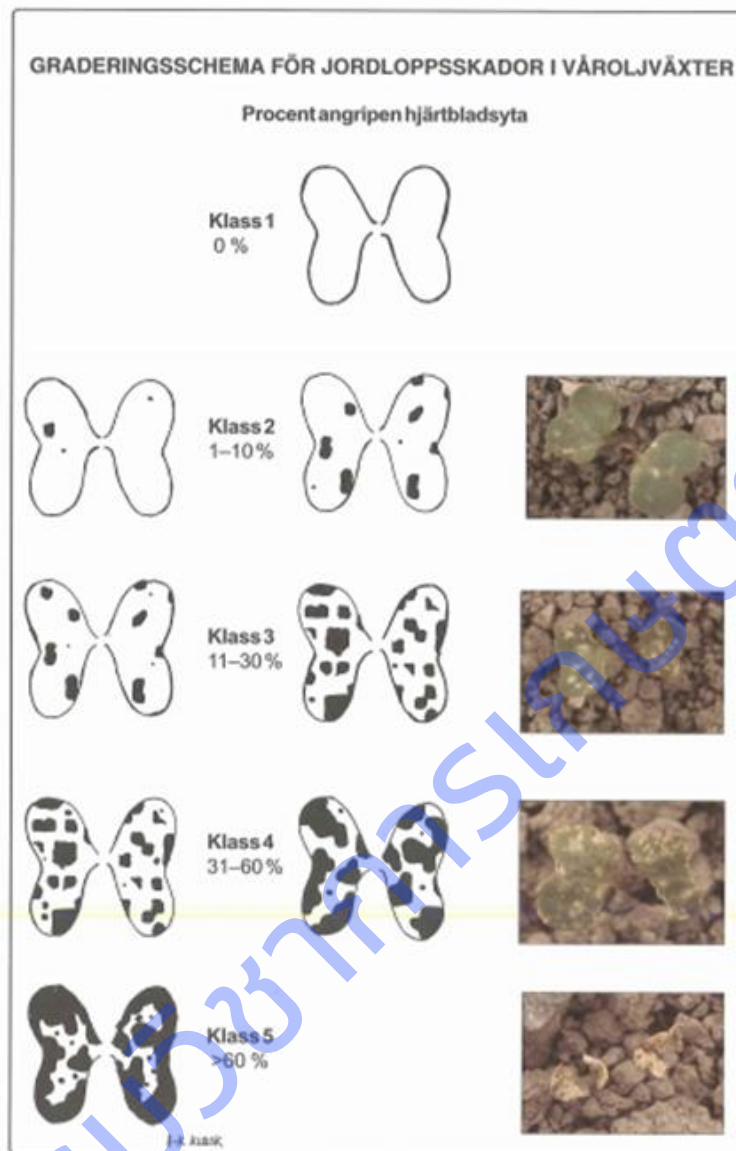 GRADERINGSSCHEMA FÖR JORDLOPPSSKADOR I VÅROLJVÄXTER
Procent angripen hjärtbladsyta
Klass 1
0 %
Klass 2
1–10 %
Klass 3
11–30 %
Klass 4
31–60 %
Klass 5
>60 %